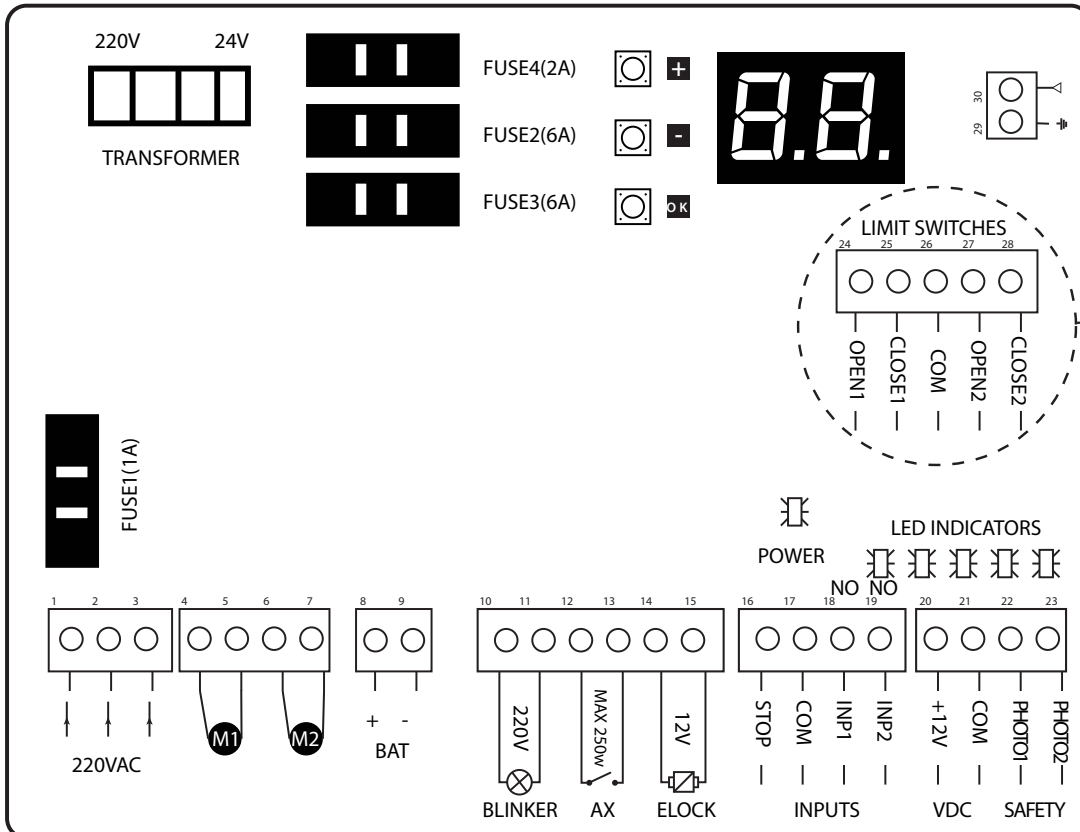 220V 24V
TRANSFORMER
FUSE4(2A) +
FUSE2(6A) -
FUSE3(6A) OK
8.8.
30
29
LIMIT SWITCHES
24 25 26 27 28
OPEN1 CLOSE1 COM OPEN2 CLOSE2
FUSE1(1A)
POWER
LED INDICATORS
NO NO
1 2 3 4 5 6 7 8 9 10 11 12 13 14 15 16 17 18 19 20 21 22 23
220VAC
M1 M2
+ -
BAT
220V
BLINKER
MAX 250w
AX
12V
ELOCK
STOP COM INP1 INP2
INPUTS
+12V COM PHOTO1 PHOTO2
VDC SAFETY